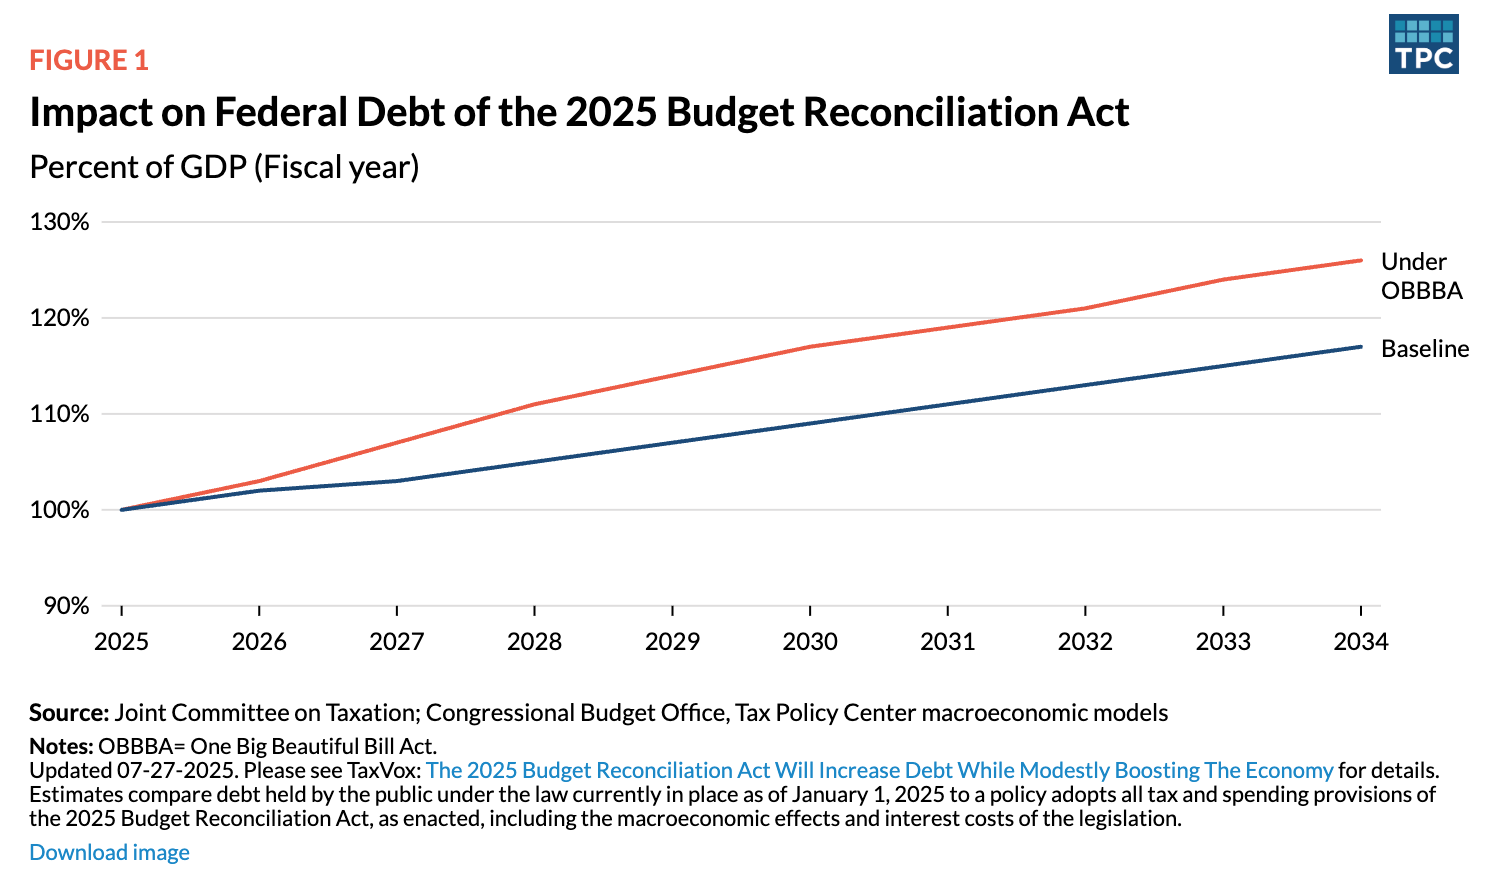 TPC
FIGURE 1
Impact on Federal Debt of the 2025 Budget Reconciliation Act
Percent of GDP (Fiscal year)
130%
120%
110%
100%
90%
Under
OBBBA
Baseline
2025 2026 2027 2028 2029 2030 2031 2032 2033 2034
Source: Joint Committee on Taxation; Congressional Budget Office, Tax Policy Center macroeconomic models
Notes: OBBBA= One Big Beautiful Bill Act.
Updated 07-27-2025. Please see TaxVox: The 2025 Budget Reconciliation Act Will Increase Debt While Modestly Boosting The Economy for details.
Estimates compare debt held by the public under the law currently in place as of January 1, 2025 to a policy adopts all tax and spending provisions of
the 2025 Budget Reconciliation Act, as enacted, including the macroeconomic effects and interest costs of the legislation.
Download image